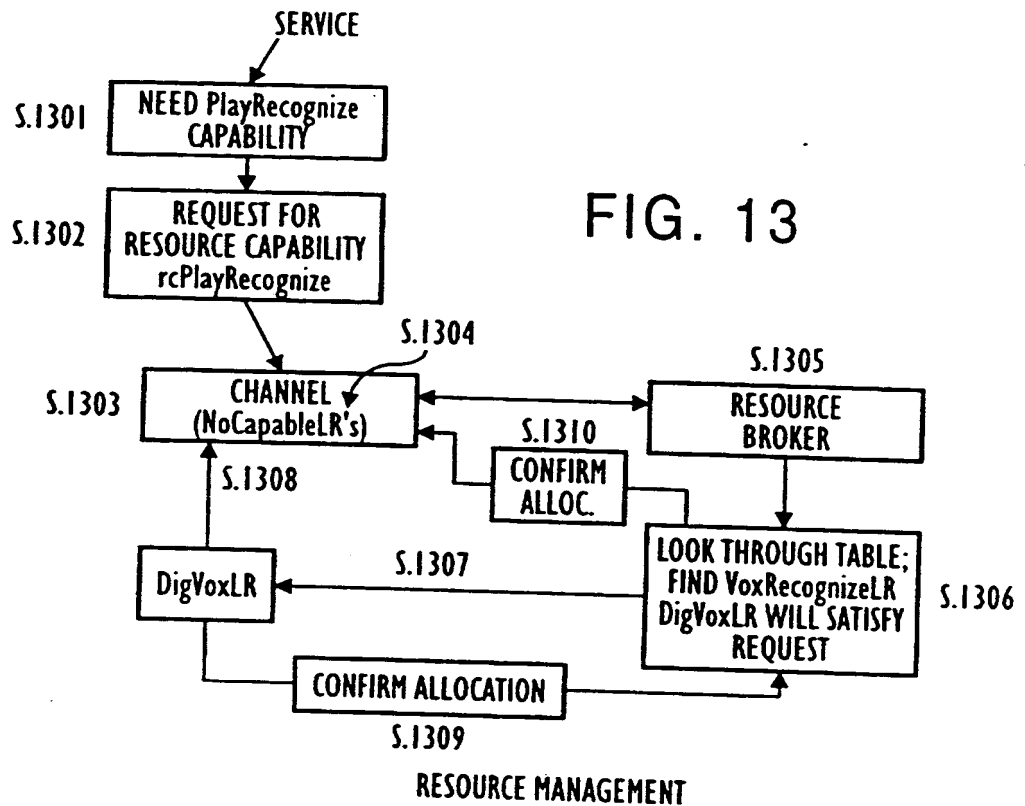 SERVICE
S.1301
NEED PlayRecognize
CAPABILITY
S.1302
REQUEST FOR
RESOURCE CAPABILITY
rcPlayRecognize
FIG. 13
S.1304
S.1303
CHANNEL
(NoCapableLR's)
S.1305
RESOURCE
BROKER
S.1310
CONFIRM
ALLOC.
S.1308
DigVoxLR
S.1307
LOOK THROUGH TABLE;
FIND VoxRecognizeLR
DigVoxLR WILL SATISFY
REQUEST
S.1306
CONFIRM ALLOCATION
S.1309
RESOURCE MANAGEMENT